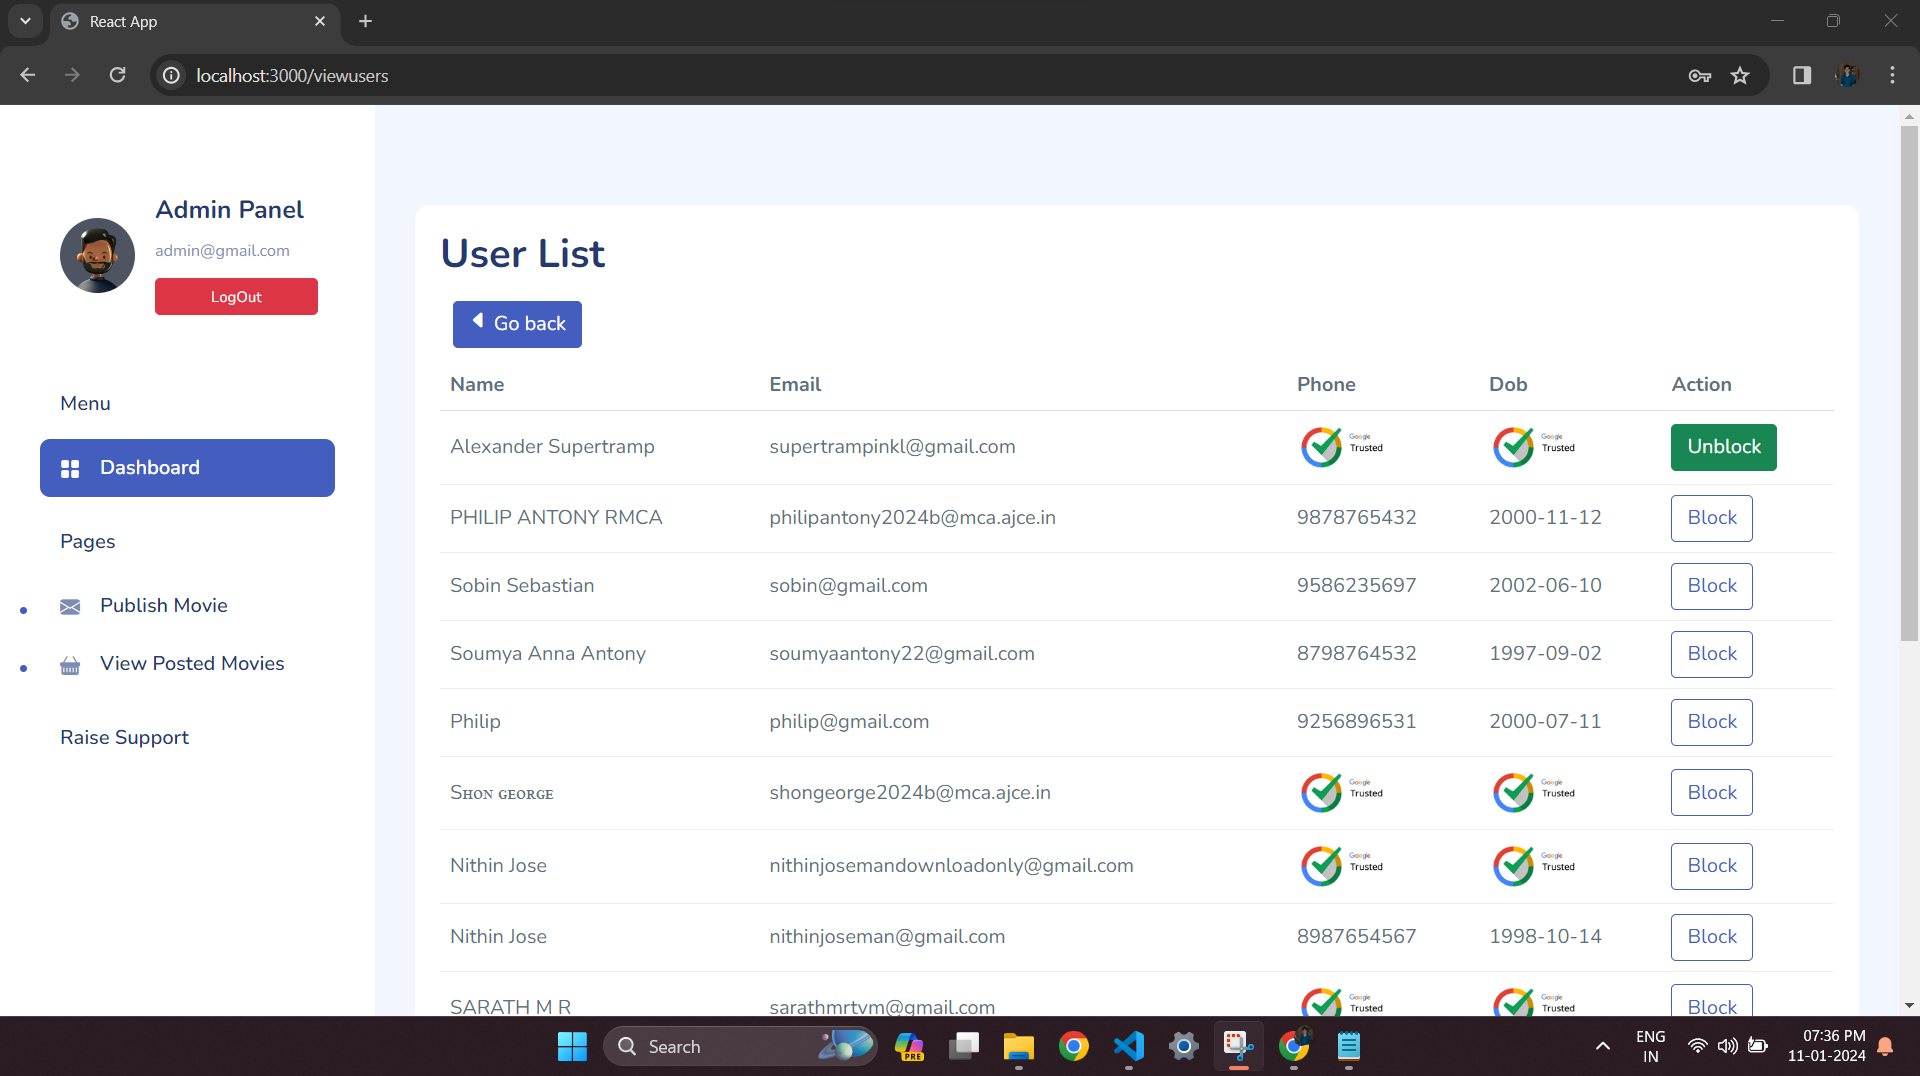 React App
localhost:3000/viewusers
Admin Panel
admin@gmail.com
LogOut
Menu
Dashboard
Pages
Publish Movie
View Posted Movies
Raise Support
User List
Go back
Name Email Phone Dob Action
Alexander Supertramp supertrampinkl@gmail.com Google Trusted Google Trusted Unblock
PHILIP ANTONY RMCA philipantony2024b@mca.ajce.in 9878765432 2000-11-12 Block
Sobin Sebastian sobin@gmail.com 9586235697 2002-06-10 Block
Soumya Anna Antony soumyaantony22@gmail.com 8798764532 1997-09-02 Block
Philip philip@gmail.com 9256896531 2000-07-11 Block
Sʜᴏɴ ɢᴇᴏʀɢᴇ shongeorge2024b@mca.ajce.in Google Trusted Google Trusted Block
Nithin Jose nithinjosemandownloadonly@gmail.com Google Trusted Google Trusted Block
Nithin Jose nithinjoseman@gmail.com 8987654567 1998-10-14 Block
SARATH M R sarathmrtvm@gmail.com Google Trusted Google Trusted Block
Search
PRE
ENG
IN
07:36 PM
11-01-2024